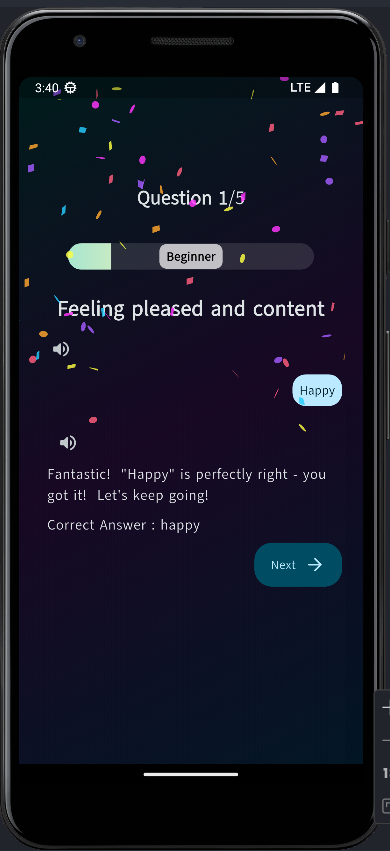 3:40 LTE
Question 1/5
Beginner
Feeling pleased and content
Happy
Fantastic! "Happy" is perfectly right - you
got it! Let's keep going!
Correct Answer : happy
Next